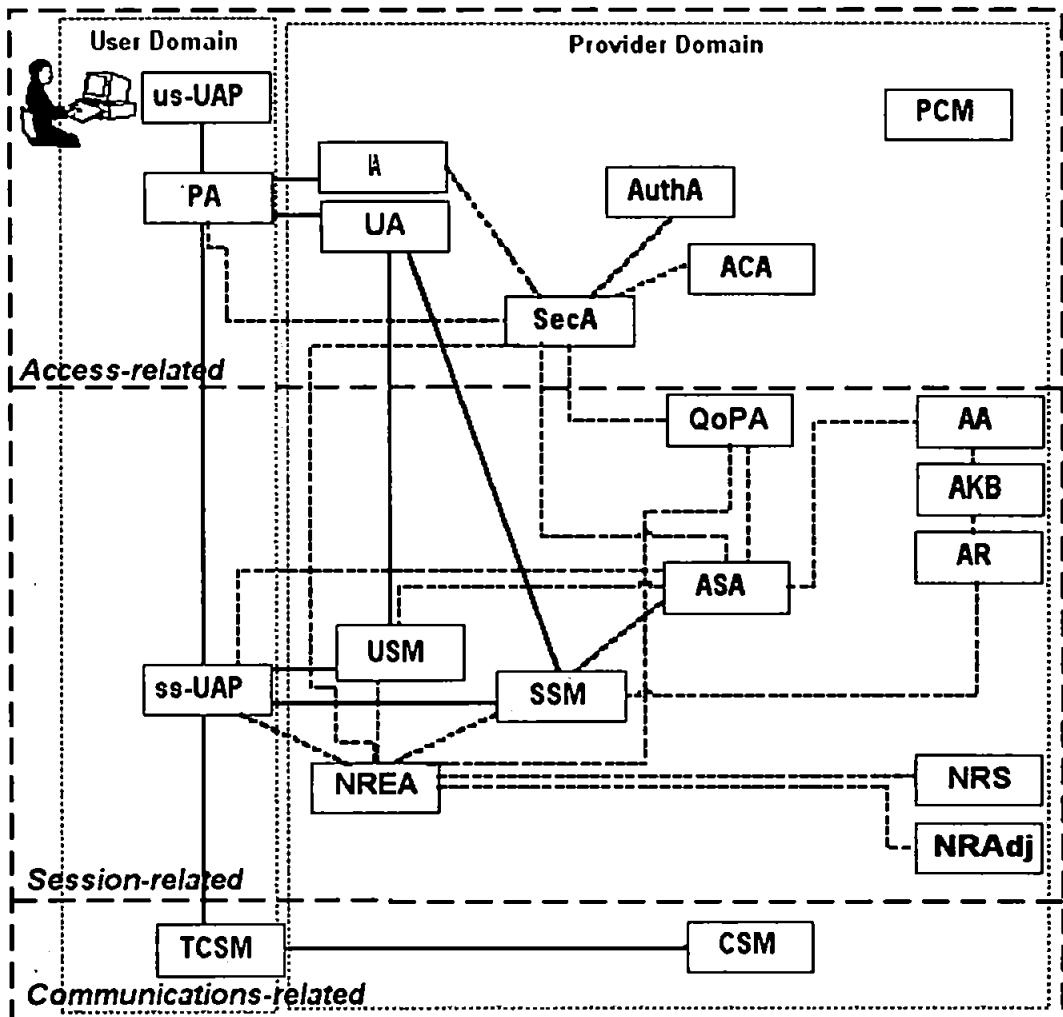 User Domain
Provider Domain
us-UAP
PCM
IA
PA
AuthA
UA
ACA
SecA
Access-related
QoPA
AA
AKB
AR
ASA
USM
ss-UAP
SSM
NREA
NRS
NRAdj
Session-related
TCSM
CSM
Communications-related